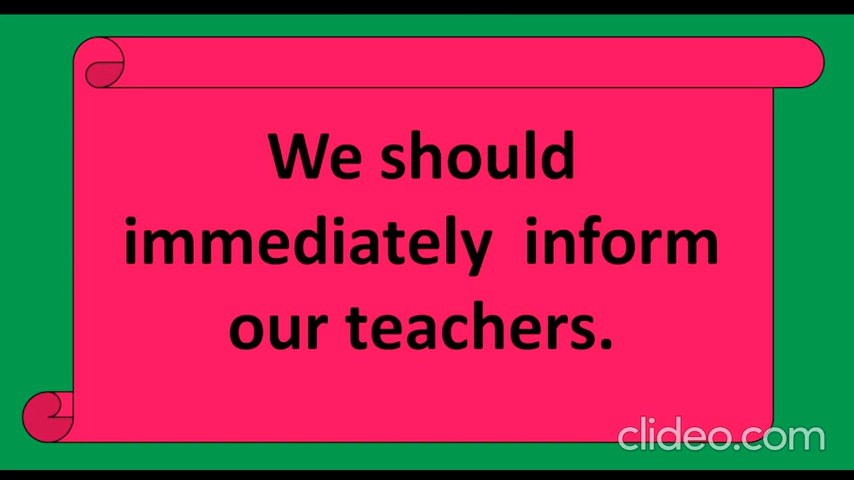 We should
immediately  inform
our teachers.
clideo.com